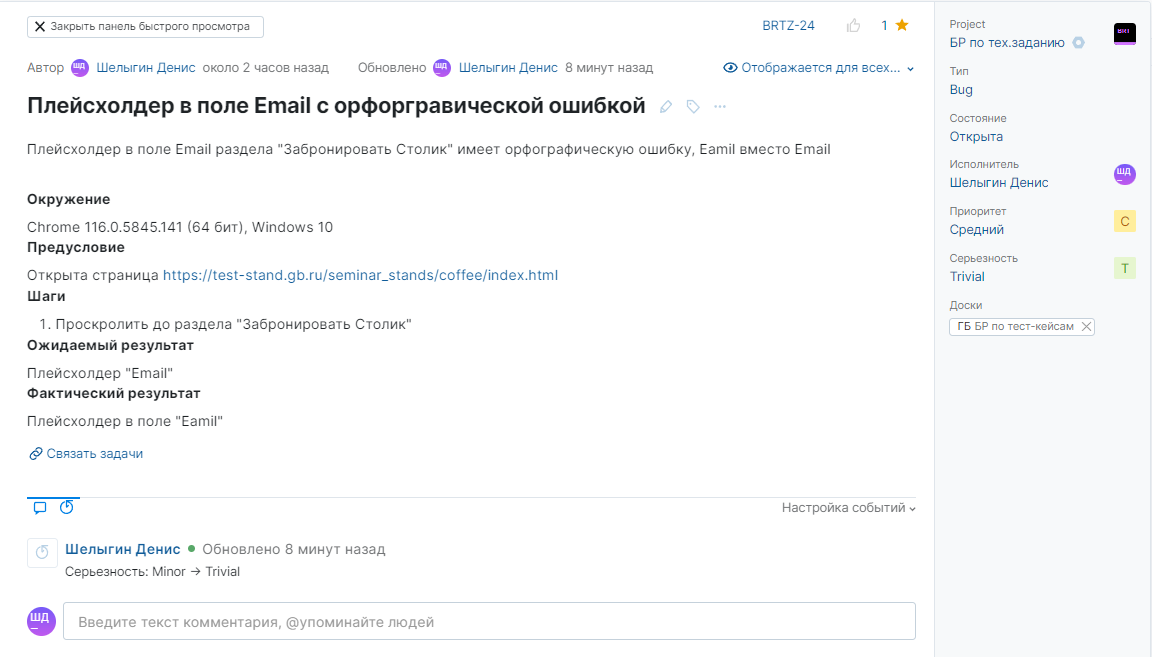 Закрыть панель быстрого просмотра
BRTZ-24
1
Автор ШД Шелыгин Денис около 2 часов назад Обновлено ШД Шелыгин Денис 8 минут назад
Отображается для всех...
Плейсхолдер в поле Email с орфоргравической ошибкой
Плейсхолдер в поле Email раздела "Забронировать Столик" имеет орфографическую ошибку, Eamil вместо Email
Окружение
Chrome 116.0.5845.141 (64 бит), Windows 10
Предусловие
Открыта страница https://test-stand.gb.ru/seminar_stands/coffee/index.html
Шаги
1. Проскролить до раздела "Забронировать Столик"
Ожидаемый результат
Плейсхолдер "Email"
Фактический результат
Плейсхолдер в поле "Eamil"
Связать задачи
Настройка событий
Шелыгин Денис Обновлено 8 минут назад
Серьезность: Minor → Trivial
ШД
Введите текст комментария, @упоминайте людей
Project
БР по тех.заданию
BRT
Тип
Bug
Состояние
Открыта
Исполнитель
Шелыгин Денис
ШД
Приоритет
Средний
С
Серьезность
Trivial
T
Доски
ГБ БР по тест-кейсам